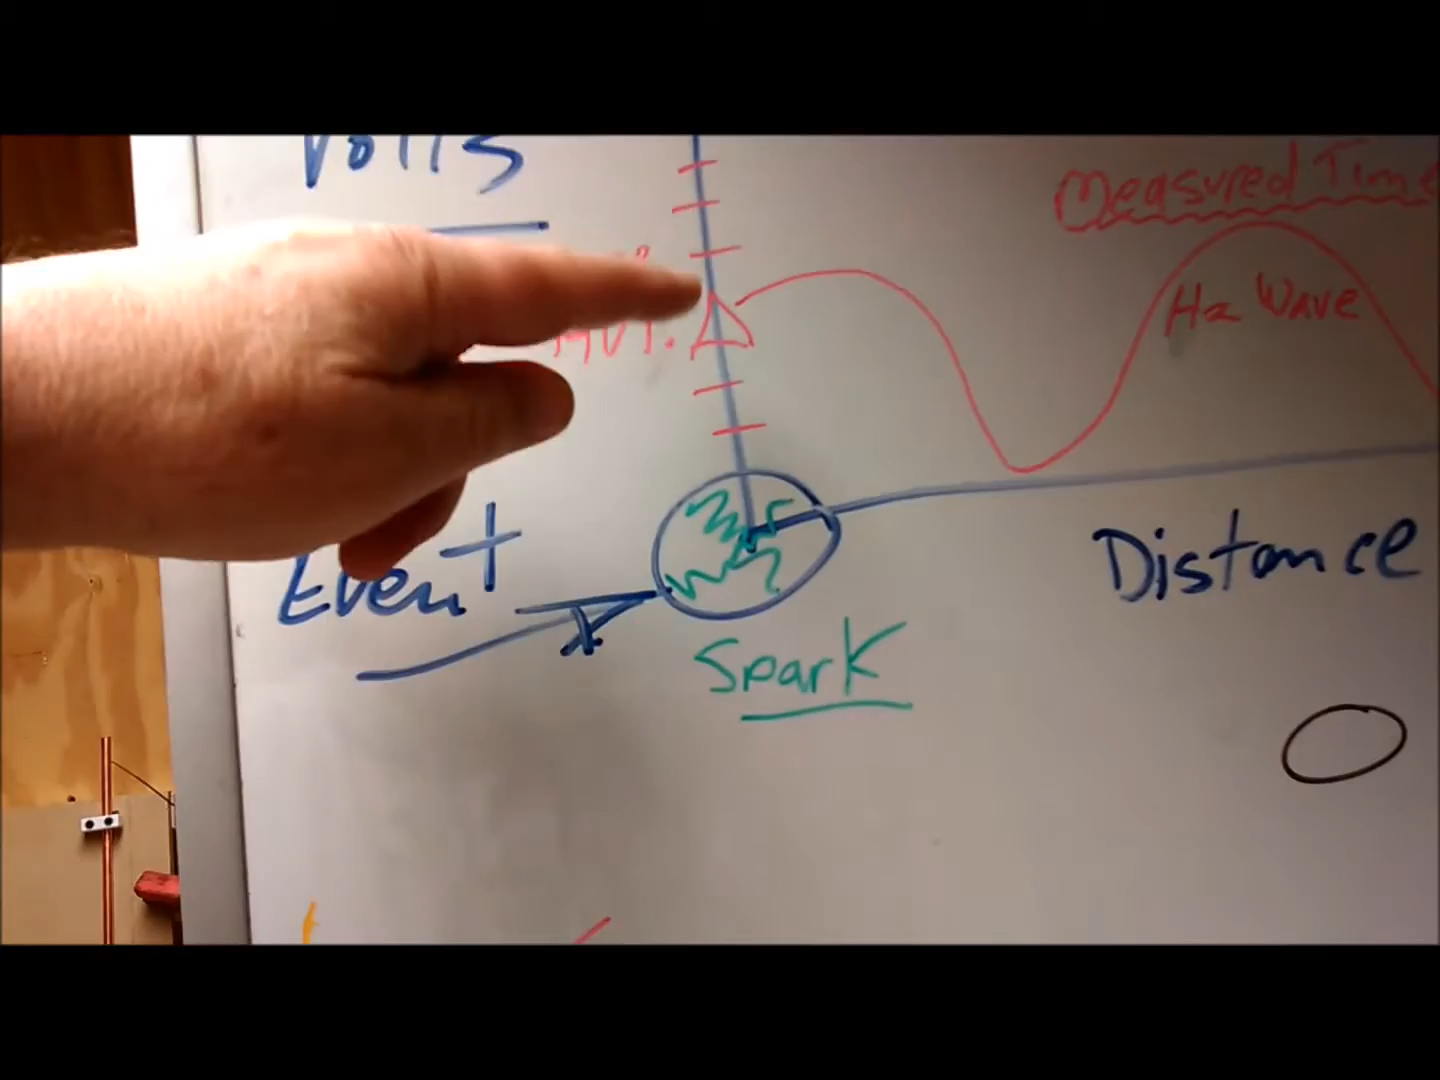 Volts
Measured Time
Hz Wave
Event
Distance
Spark